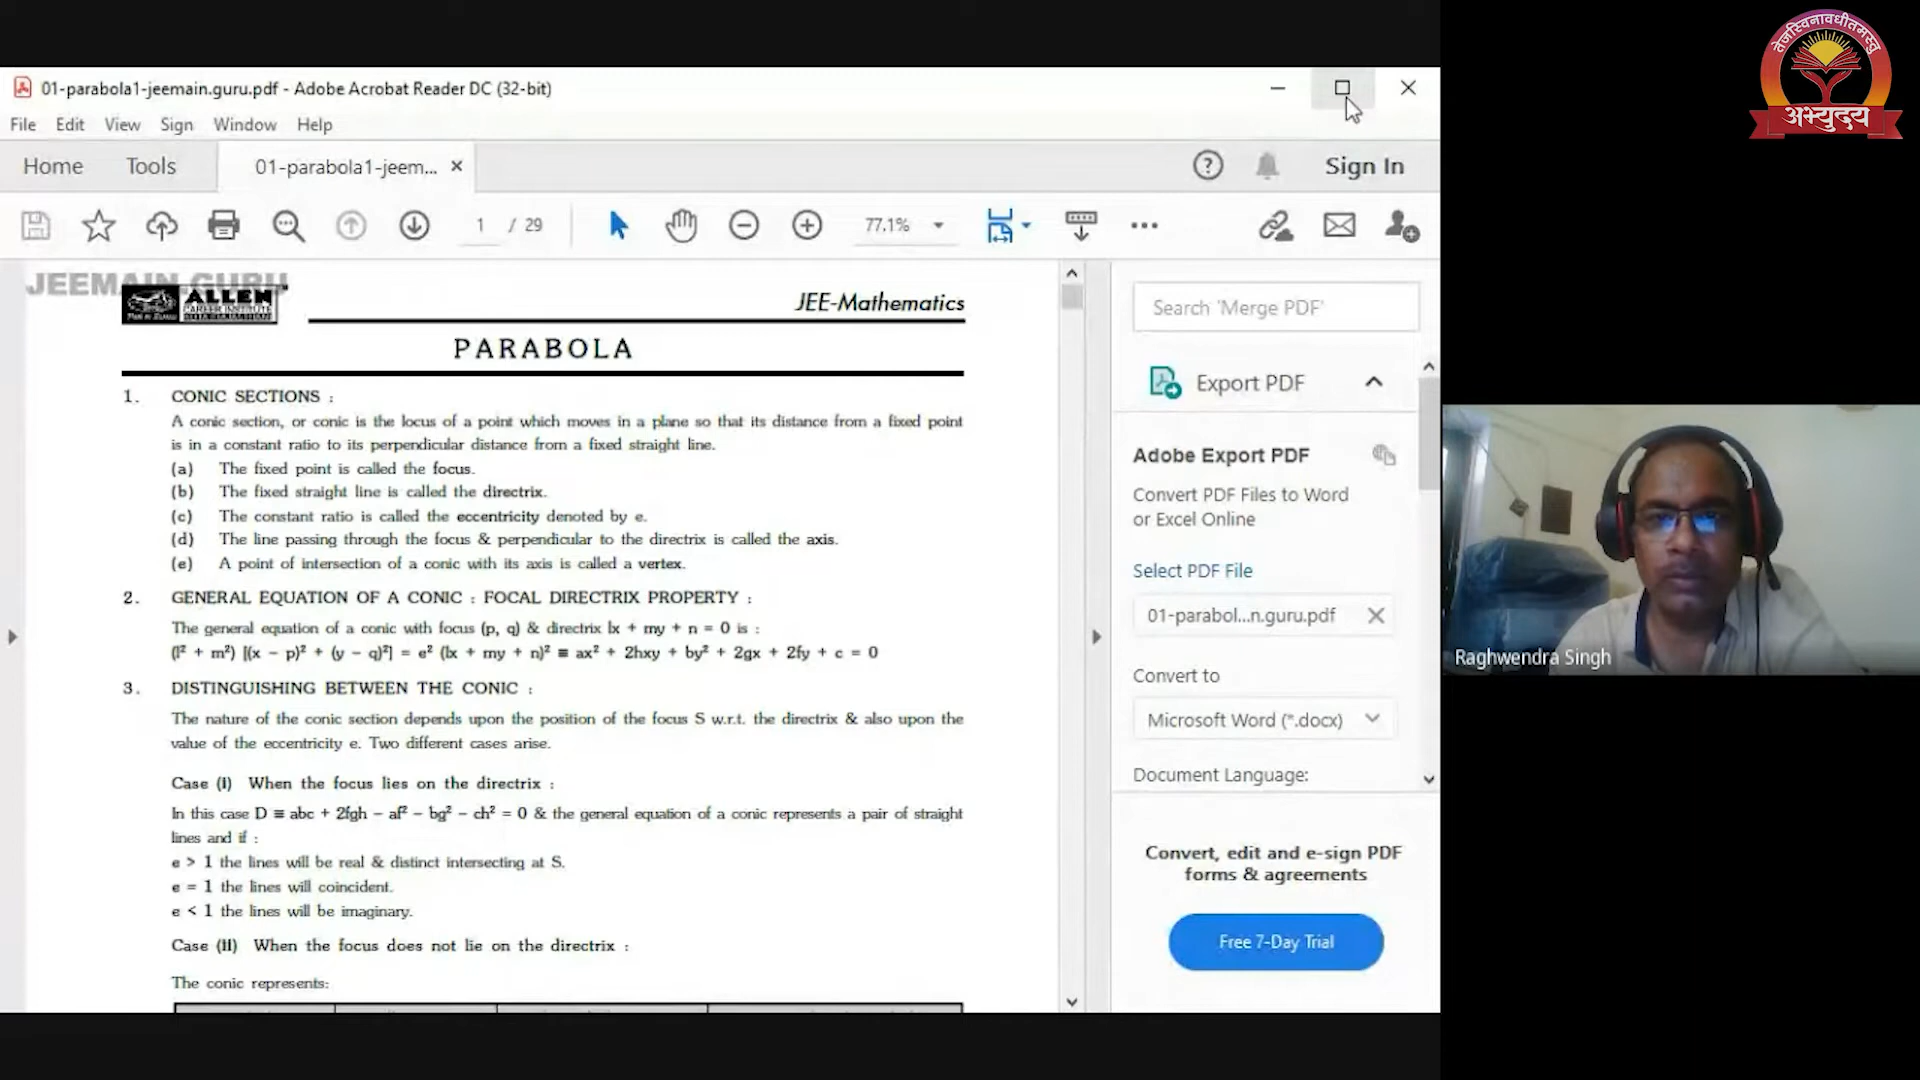 01-parabola1-jeemain.guru.pdf - Adobe Acrobat Reader DC (32-bit)
File Edit View Sign Window Help
Home Tools 01-parabola1-jeem... Sign In
1 / 29 77.1%
JEEMAIN.GURU
ALLEN
CAREER INSTITUTE
JEE-Mathematics
PARABOLA
1. CONIC SECTIONS :
A conic section, or conic is the locus of a point which moves in a plane so that its distance from a fixed point
is in a constant ratio to its perpendicular distance from a fixed straight line.
(a) The fixed point is called the focus.
(b) The fixed straight line is called the directrix.
(c) The constant ratio is called the eccentricity denoted by e.
(d) The line passing through the focus & perpendicular to the directrix is called the axis.
(e) A point of intersection of a conic with its axis is called a vertex.
2. GENERAL EQUATION OF A CONIC : FOCAL DIRECTRIX PROPERTY :
The general equation of a conic with focus (p, q) & directrix lx + my + n = 0 is :
(l² + m²) [(x − p)² + (y − q)²] = e² (lx + my + n)² ≡ ax² + 2hxy + by² + 2gx + 2fy + c = 0
3. DISTINGUISHING BETWEEN THE CONIC :
The nature of the conic section depends upon the position of the focus S w.r.t. the directrix & also upon the
value of the eccentricity e. Two different cases arise.
Case (I) When the focus lies on the directrix :
In this case D ≡ abc + 2fgh − af² − bg² − ch² = 0 & the general equation of a conic represents a pair of straight
lines and if :
e > 1 the lines will be real & distinct intersecting at S.
e = 1 the lines will coincident.
e < 1 the lines will be imaginary.
Case (II) When the focus does not lie on the directrix :
The conic represents:
Search 'Merge PDF'
Export PDF
Adobe Export PDF
Convert PDF Files to Word
or Excel Online
Select PDF File
01-parabol...n.guru.pdf
Convert to
Microsoft Word (*.docx)
Document Language:
Convert, edit and e-sign PDF
forms & agreements
Free 7-Day Trial
तेजस्विनावधीतमस्तु
अभ्युदय
Raghwendra Singh